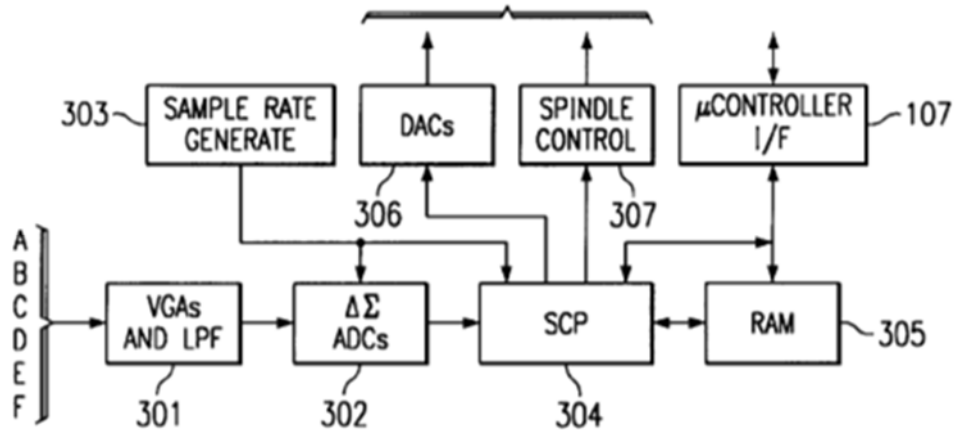 303
SAMPLE RATE
GENERATE
DACs
306
SPINDLE
CONTROL
307
μCONTROLLER
I/F
107
A
B
C
D
E
F
VGAs
AND LPF
301
ΔΣ
ADCs
302
SCP
304
RAM
305